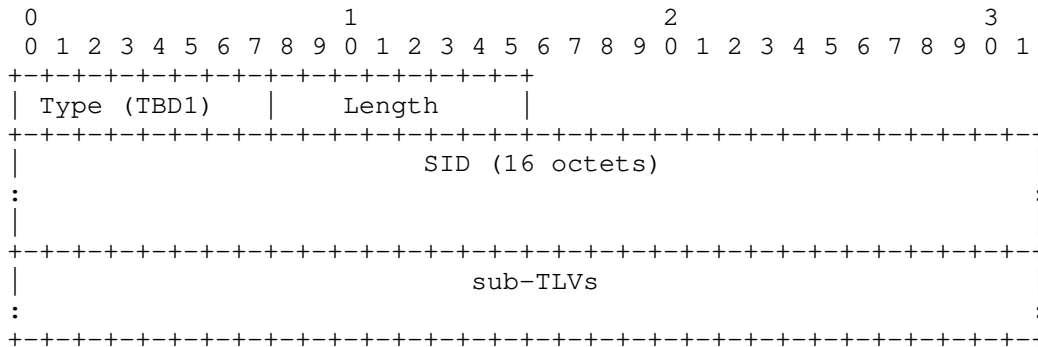 0                   1                   2                   3
 0 1 2 3 4 5 6 7 8 9 0 1 2 3 4 5 6 7 8 9 0 1 2 3 4 5 6 7 8 9 0 1
+-+-+-+-+-+-+-+-+-+-+-+-+-+-+-+-+
| Type (TBD1)   |    Length     |
+-+-+-+-+-+-+-+-+-+-+-+-+-+-+-+-+-+-+-+-+-+-+-+-+-+-+-+-+-+-+-+--
|                         SID (16 octets)
:                                                               :
|
+-+-+-+-+-+-+-+-+-+-+-+-+-+-+-+-+-+-+-+-+-+-+-+-+-+-+-+-+-+-+-+--
|                            sub-TLVs
:                                                               :
+-+-+-+-+-+-+-+-+-+-+-+-+-+-+-+-+-+-+-+-+-+-+-+-+-+-+-+-+-+-+-+--